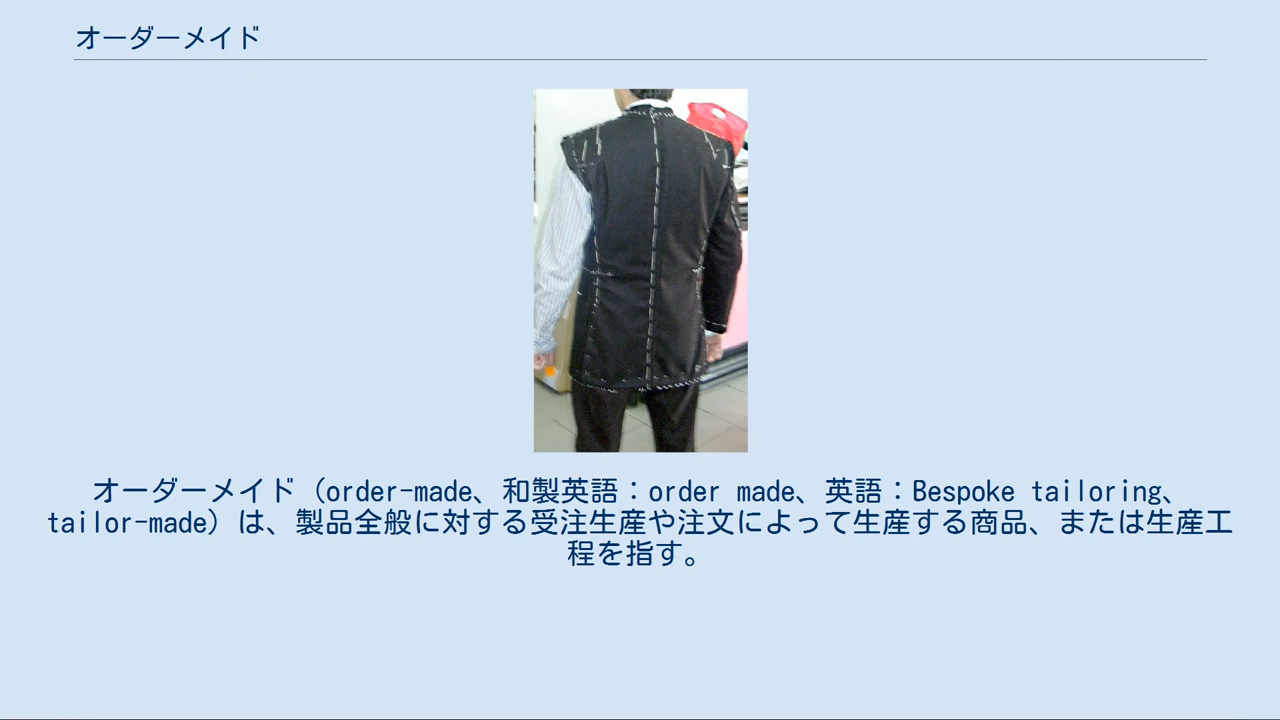 オーダーメイド
オーダーメイド（order-made、和製英語：order made、英語：Bespoke tailoring、
tailor-made）は、製品全般に対する受注生産や注文によって生産する商品、または生産工
程を指す。